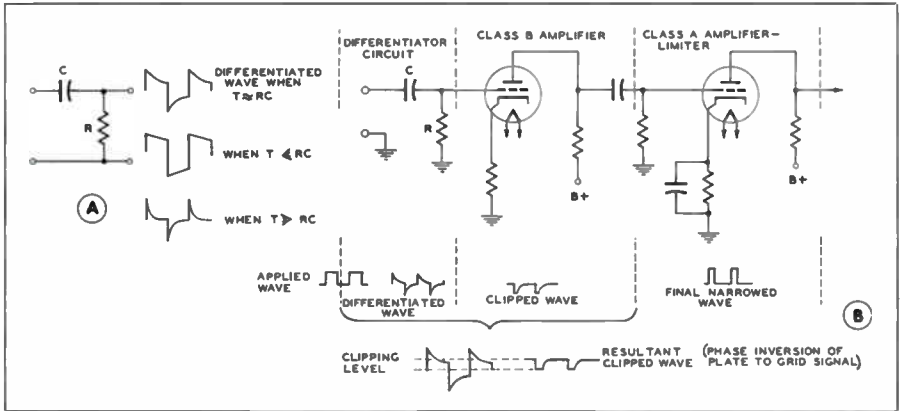 C
R
DIFFERENTIATED
WAVE WHEN
T≈RC
WHEN T ≪ RC
WHEN T ≫ RC
A
DIFFERENTIATOR
CIRCUIT
C
R
CLASS B AMPLIFIER
B+
CLASS A AMPLIFIER-
LIMITER
B+
APPLIED
WAVE
DIFFERENTIATED
WAVE
CLIPPED WAVE
FINAL NARROWED
WAVE
B
CLIPPING
LEVEL
RESULTANT
CLIPPED WAVE
(PHASE INVERSION OF
PLATE TO GRID SIGNAL)